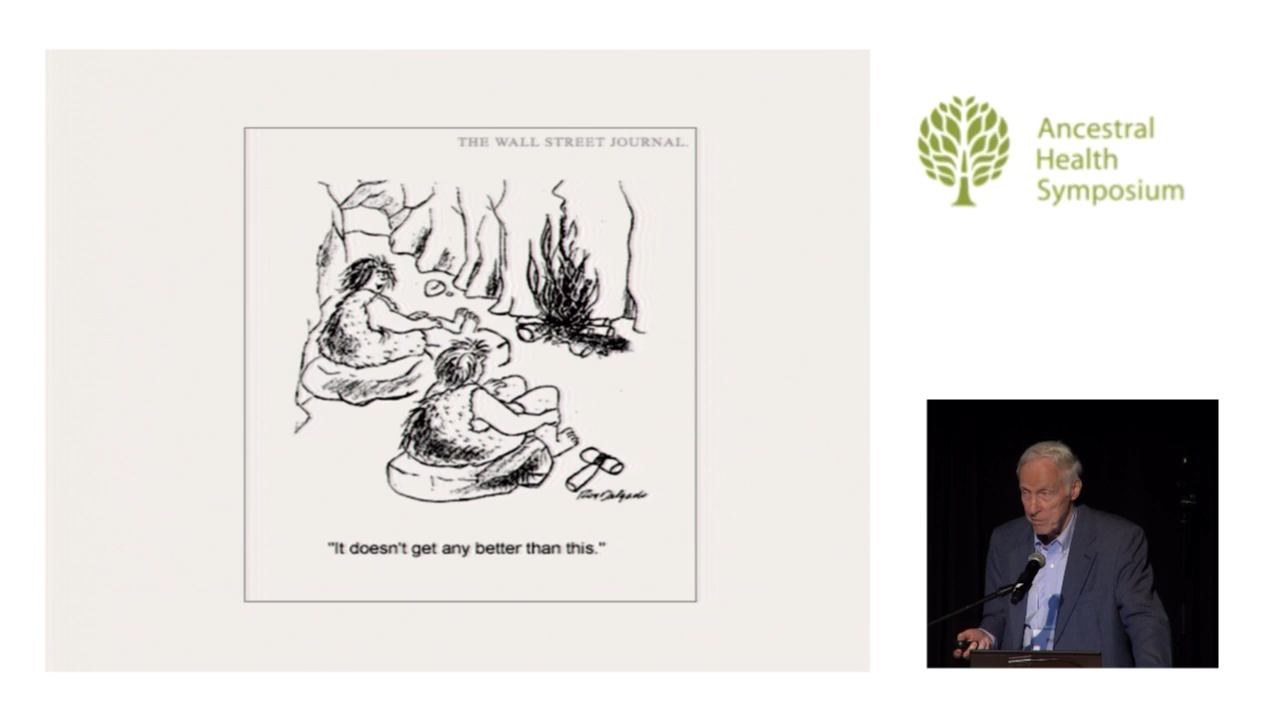 THE WALL STREET JOURNAL.
"It doesn't get any better than this."
Ancestral
Health
Symposium